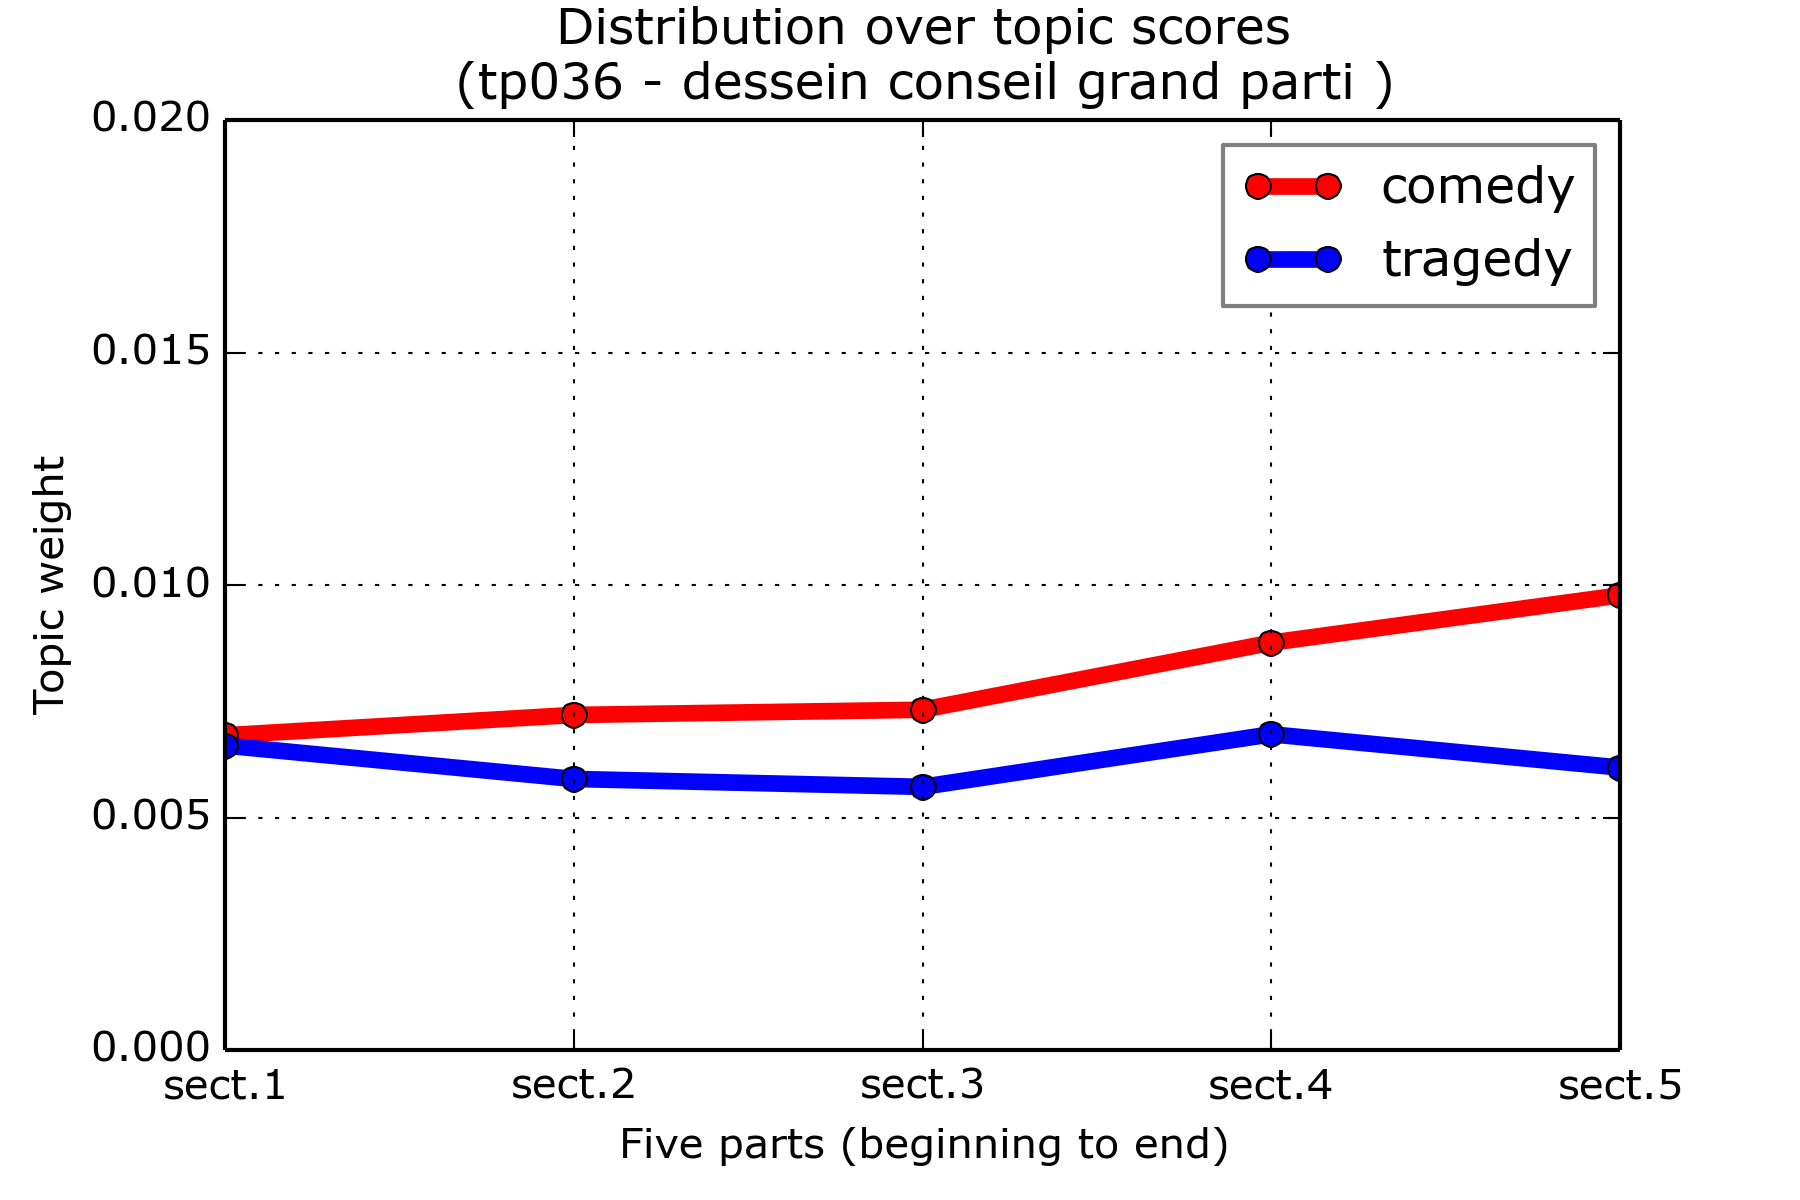 Distribution over topic scores
(tp036 - dessein conseil grand parti )
0.020
0.015
0.010
0.005
0.000
Topic weight
comedy
tragedy
sect.1 sect.2 sect.3 sect.4 sect.5
Five parts (beginning to end)